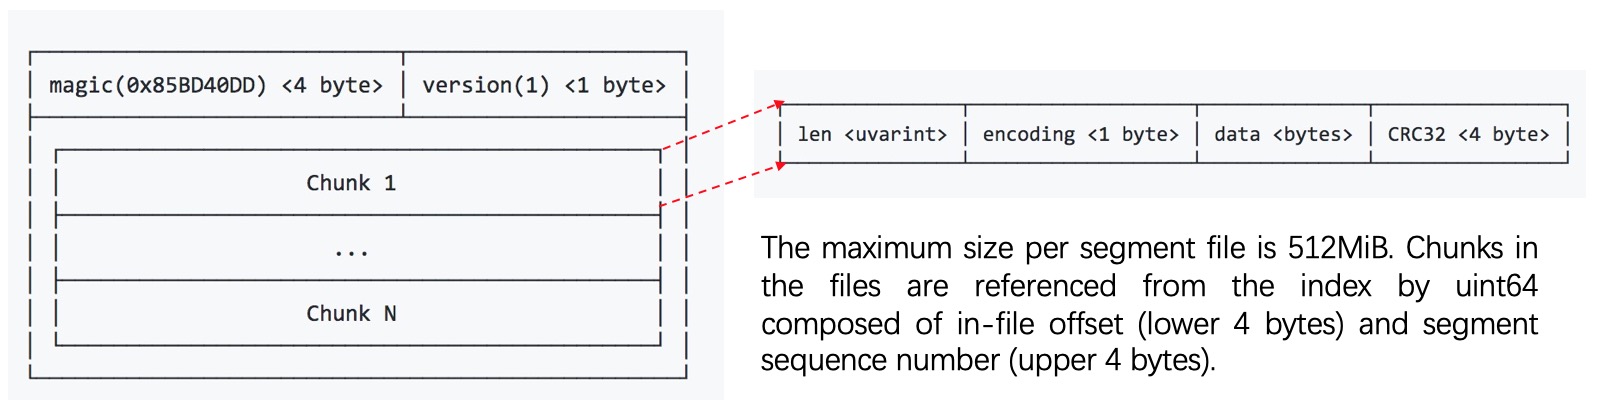 magic(0x85BD40DD) <4 byte>
version(1) <1 byte>
Chunk 1
...
Chunk N
len <uvarint>
encoding <1 byte>
data <bytes>
CRC32 <4 byte>
The maximum size per segment file is 512MiB. Chunks in
the files are referenced from the index by uint64
composed of in-file offset (lower 4 bytes) and segment
sequence number (upper 4 bytes).